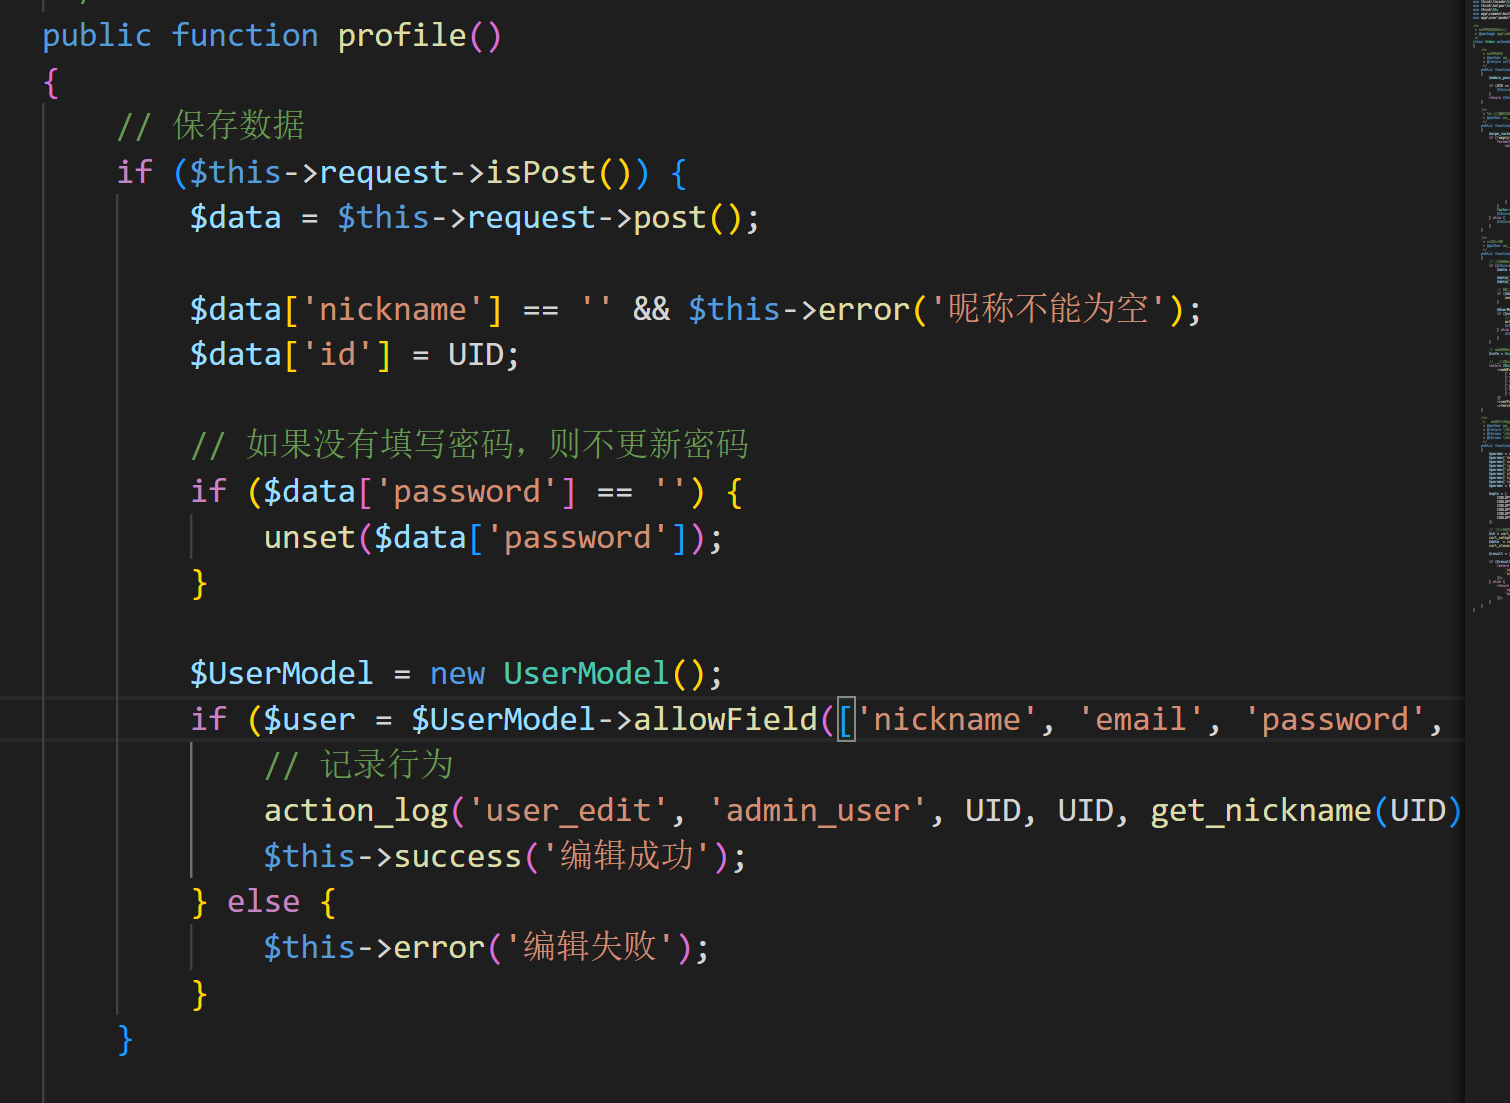 public function profile()
{
// 保存数据
if ($this->request->isPost()) {
$data = $this->request->post();
$data['nickname'] == '' && $this->error('昵称不能为空');
$data['id'] = UID;
// 如果没有填写密码，则不更新密码
if ($data['password'] == '') {
unset($data['password']);
}
$UserModel = new UserModel();
if ($user = $UserModel->allowField(['nickname', 'email', 'password',
// 记录行为
action_log('user_edit', 'admin_user', UID, UID, get_nickname(UID)
$this->success('编辑成功');
} else {
$this->error('编辑失败');
}
}